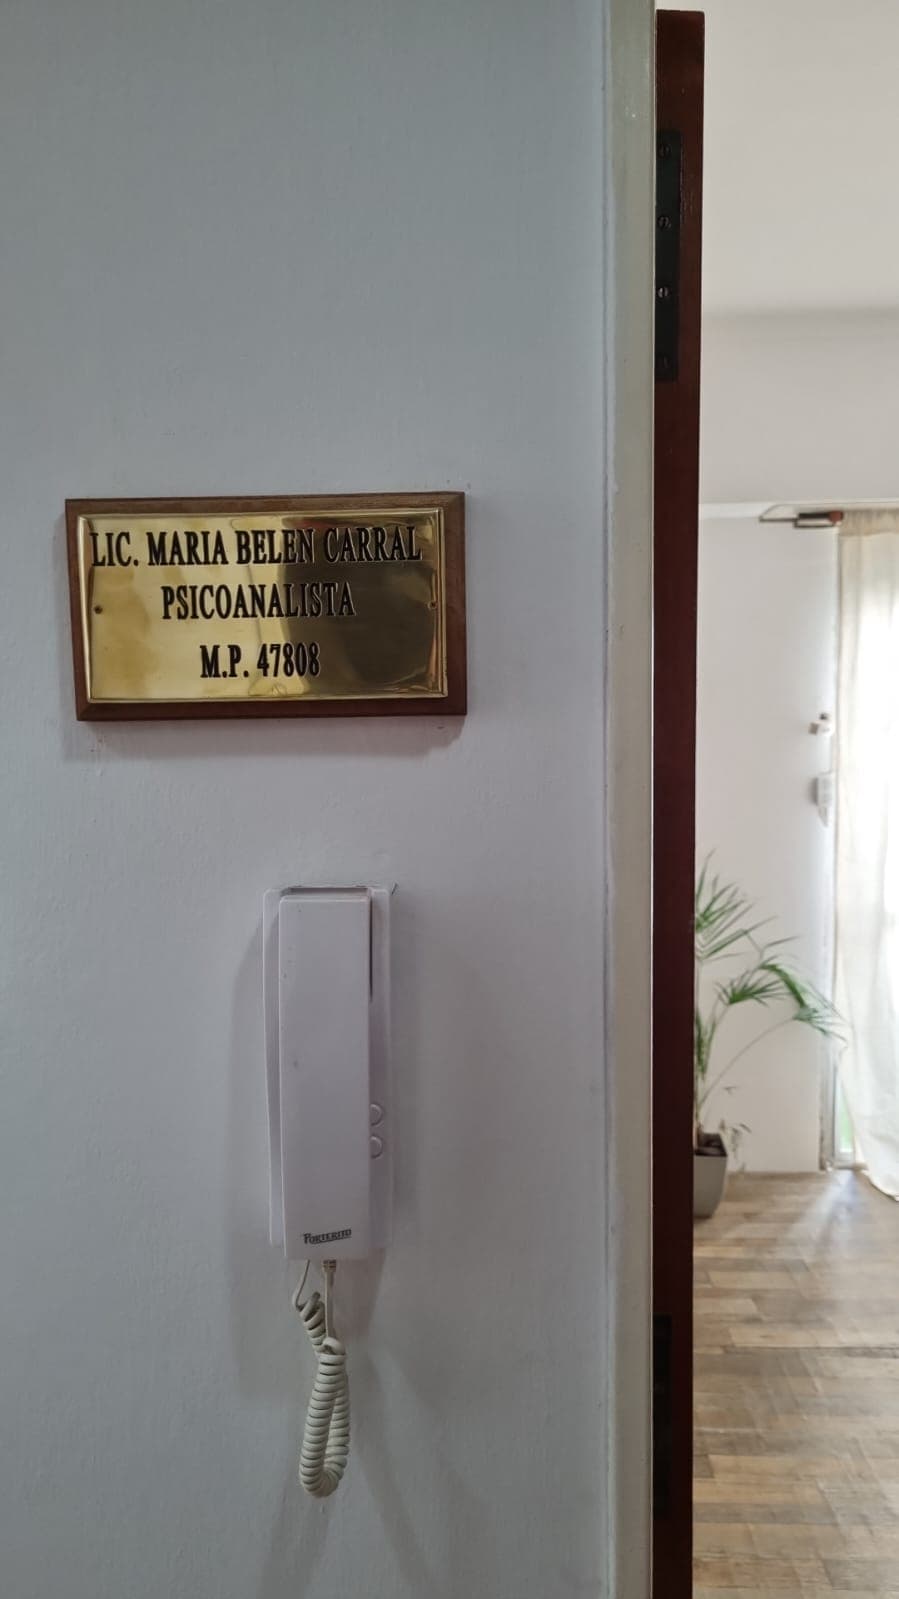 LIC. MARIA BELEN CARRAL
PSICOANALISTA
M.P. 47808
PORTERITO